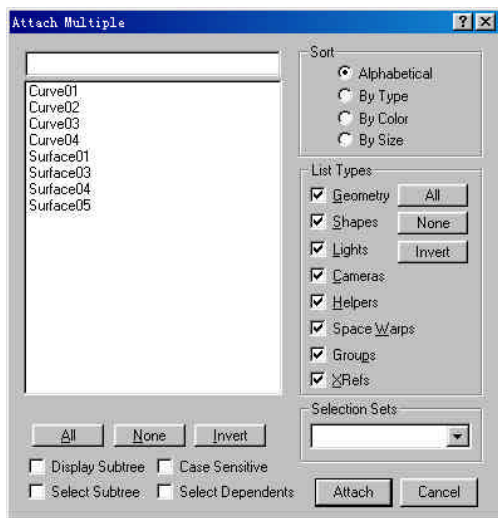 Attach Multiple
Curve01
Curve02
Curve03
Curve04
Surface01
Surface03
Surface04
Surface05
All None Invert
Display Subtree Case Sensitive
Select Subtree Select Dependents
Sort
Alphabetical
By Type
By Color
By Size
List Types
Geometry All
Shapes None
Lights Invert
Cameras
Helpers
Space Warps
Groups
XRefs
Selection Sets
Attach Cancel